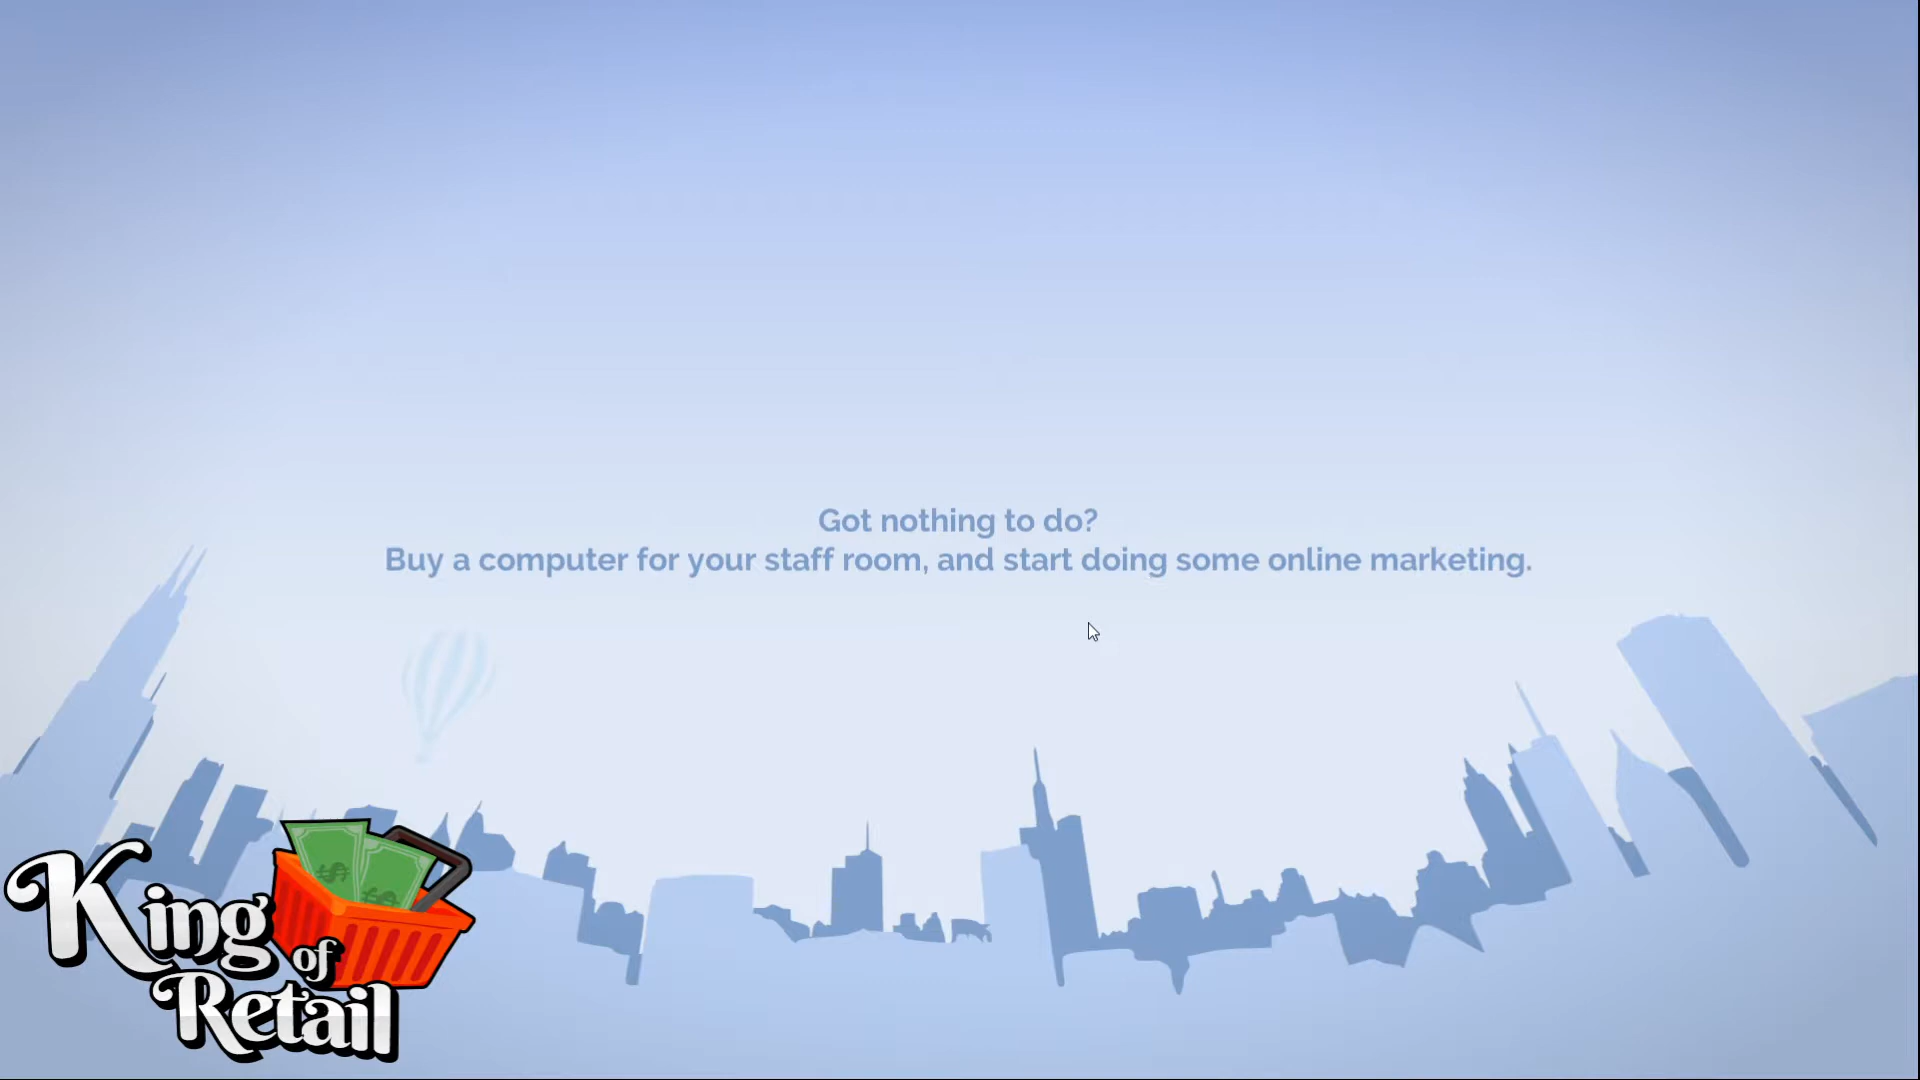 Got nothing to do?
Buy a computer for your staff room, and start doing some online marketing.
King
of
Retail